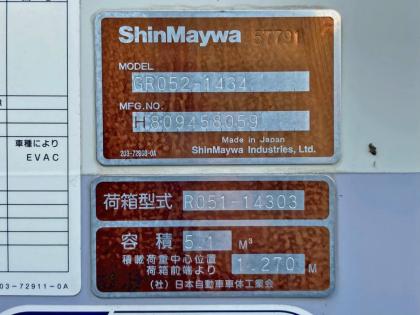 ShinMaywa 57791
MODEL
GR052-1434
MFG.NO.
H809458059
Made in Japan
203-72908-0A ShinMaywa Industries, Ltd.
車種により
EVAC
荷箱型式 R051-14303
容積 5.1 M³
積載荷重中心位置
荷箱前端より 1.270 M
(社)日本自動車車体工業会
03-72911-0A